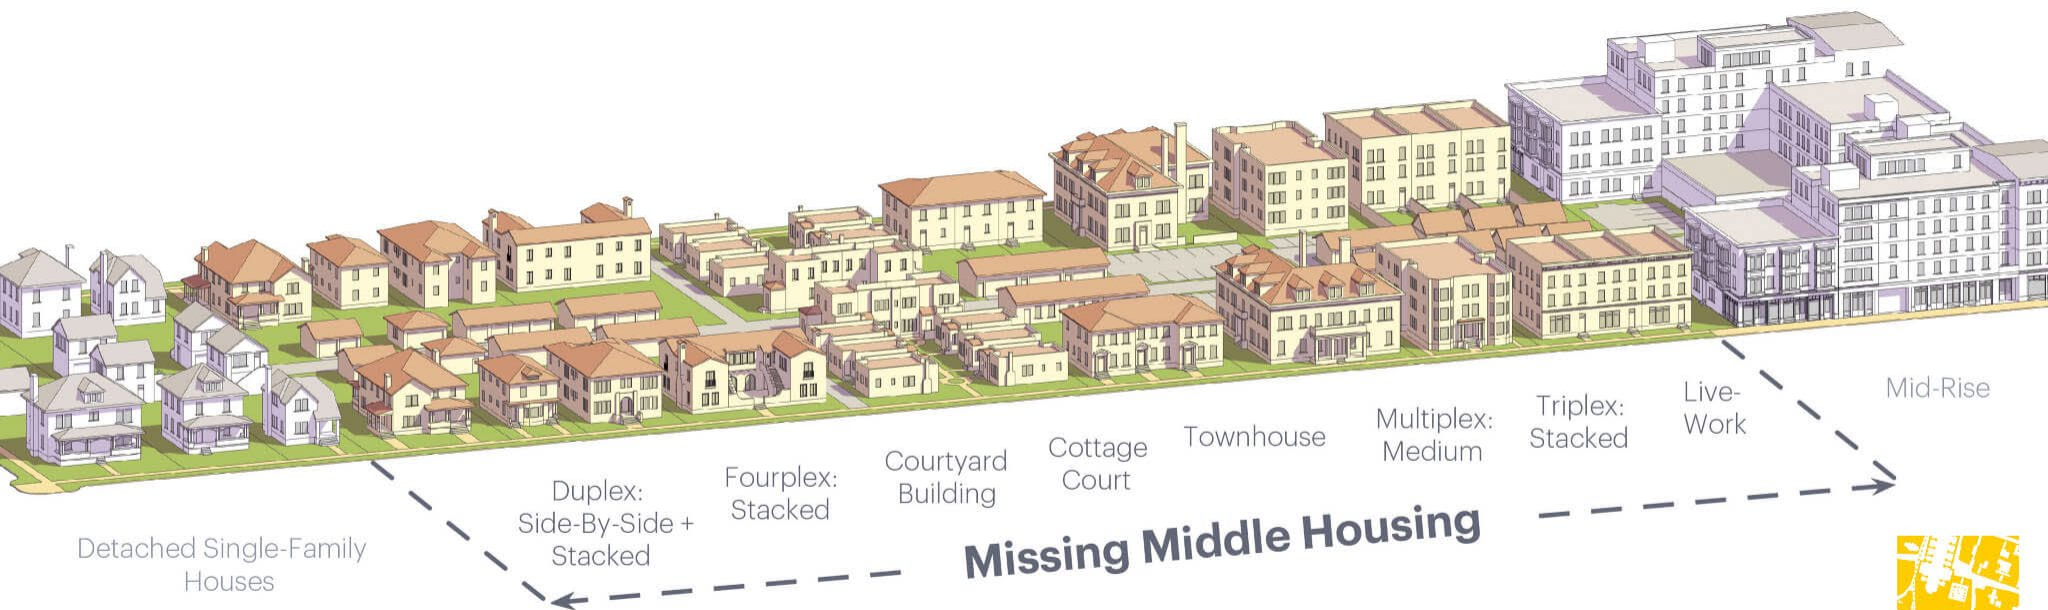 Detached Single-Family
Houses
Duplex:
Side-By-Side +
Stacked
Fourplex:
Stacked
Courtyard
Building
Cottage
Court
Townhouse
Multiplex:
Medium
Triplex:
Stacked
Live-
Work
Mid-Rise
Missing Middle Housing